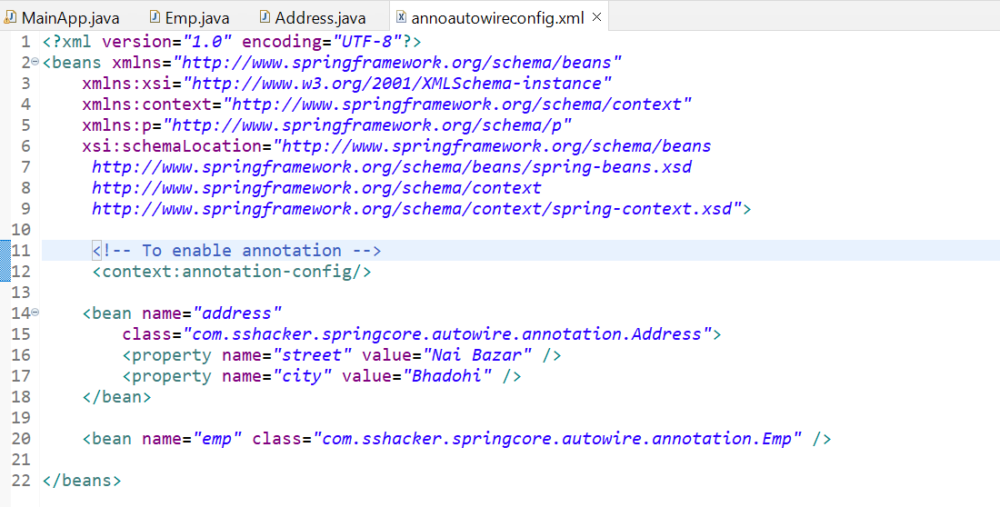 MainApp.java Emp.java Address.java annoautowireconfig.xml
1 <?xml version="1.0" encoding="UTF-8"?>
2 <beans xmlns="http://www.springframework.org/schema/beans"
3 xmlns:xsi="http://www.w3.org/2001/XMLSchema-instance"
4 xmlns:context="http://www.springframework.org/schema/context"
5 xmlns:p="http://www.springframework.org/schema/p"
6 xsi:schemaLocation="http://www.springframework.org/schema/beans
7 http://www.springframework.org/schema/beans/spring-beans.xsd
8 http://www.springframework.org/schema/context
9 http://www.springframework.org/schema/context/spring-context.xsd">
10
11 <!-- To enable annotation -->
12 <context:annotation-config/>
13
14 <bean name="address"
15 class="com.sshacker.springcore.autowire.annotation.Address">
16 <property name="street" value="Nai Bazar" />
17 <property name="city" value="Bhadohi" />
18 </bean>
19
20 <bean name="emp" class="com.sshacker.springcore.autowire.annotation.Emp" />
21
22 </beans>